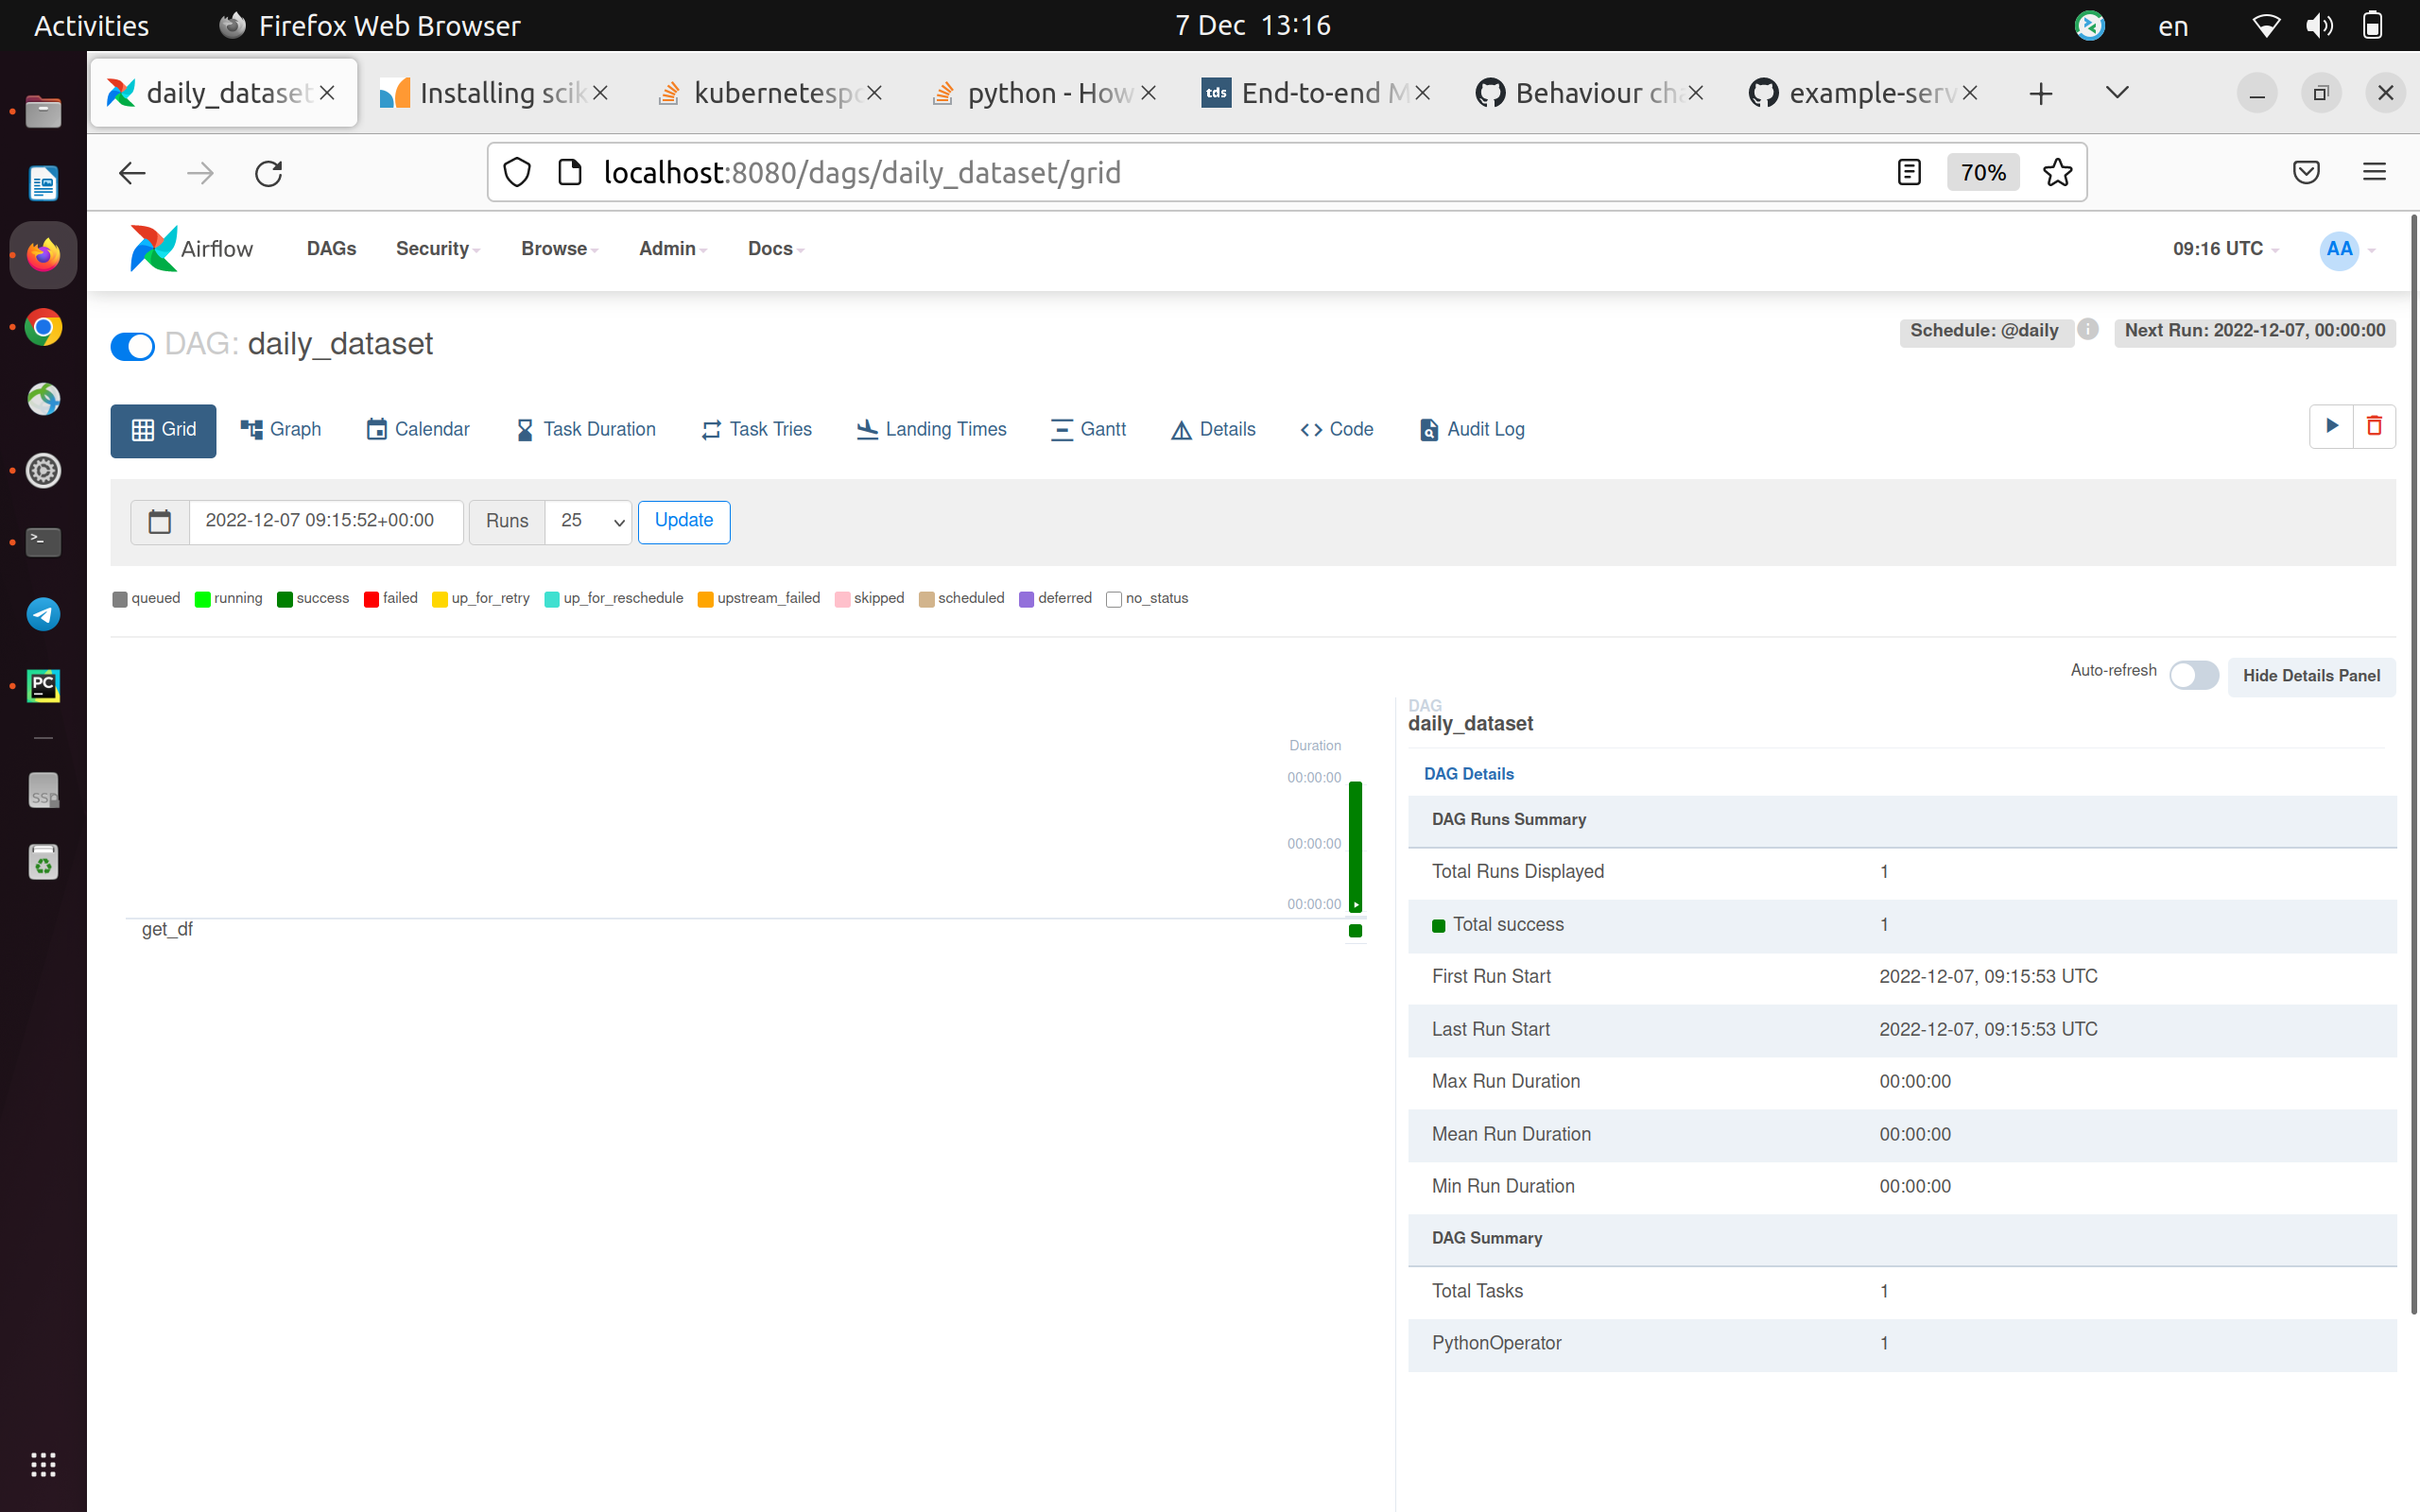 Activities Firefox Web Browser 7 Dec 13:16 en
daily_dataset Installing scik kubernetespo python - How End-to-end M Behaviour cha example-serv
localhost:8080/dags/daily_dataset/grid 70%
Airflow DAGs Security Browse Admin Docs 09:16 UTC AA
DAG: daily_dataset Schedule: @daily i Next Run: 2022-12-07, 00:00:00
Grid Graph Calendar Task Duration Task Tries Landing Times Gantt Details Code Audit Log
2022-12-07 09:15:52+00:00 Runs 25 Update
queued running success failed up_for_retry up_for_reschedule upstream_failed skipped scheduled deferred no_status
Auto-refresh Hide Details Panel
DAG
daily_dataset
Duration
00:00:00
00:00:00
00:00:00
get_df
DAG Details
DAG Runs Summary
Total Runs Displayed 1
Total success 1
First Run Start 2022-12-07, 09:15:53 UTC
Last Run Start 2022-12-07, 09:15:53 UTC
Max Run Duration 00:00:00
Mean Run Duration 00:00:00
Min Run Duration 00:00:00
DAG Summary
Total Tasks 1
PythonOperator 1
tds
PC
SSD